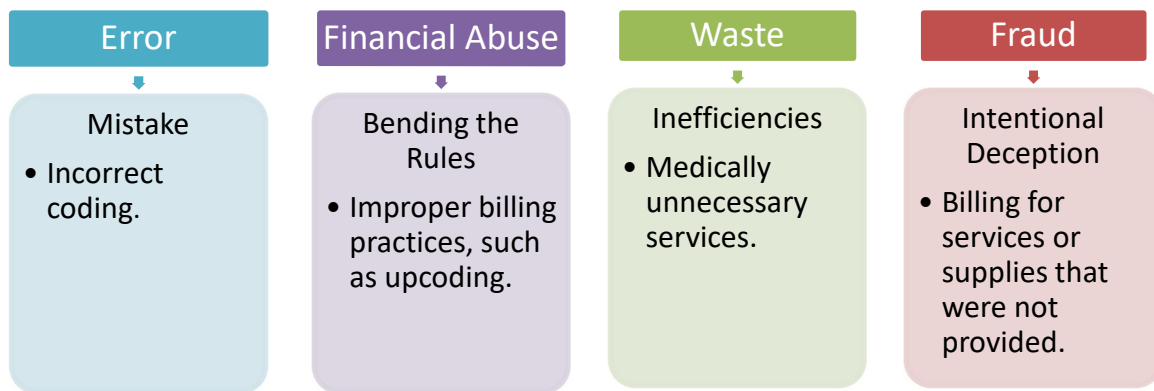 Error
Mistake
• Incorrect
coding.
Financial Abuse
Bending the
Rules
• Improper billing
practices, such
as upcoding.
Waste
Inefficiencies
• Medically
unnecessary
services.
Fraud
Intentional
Deception
• Billing for
services or
supplies that
were not
provided.